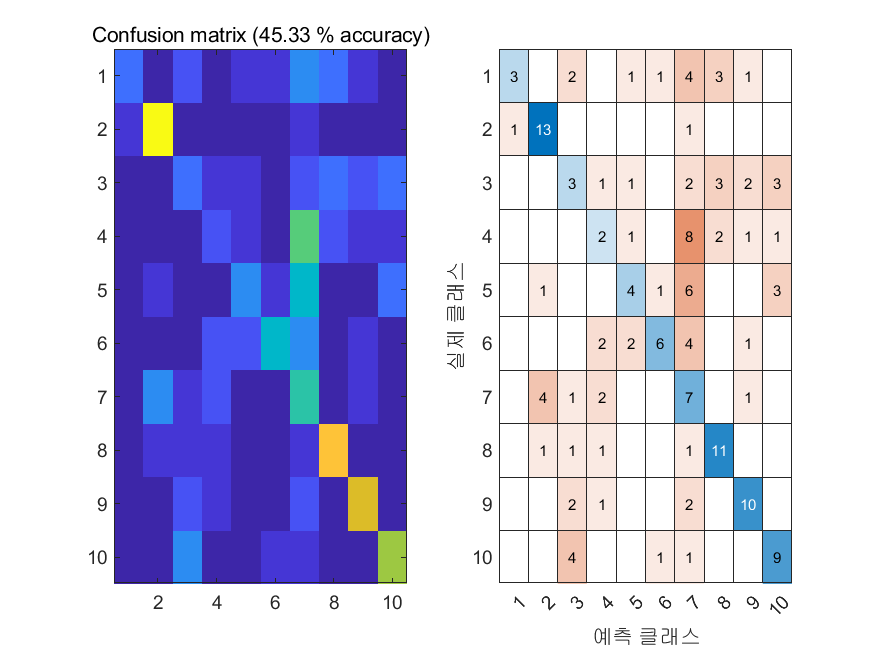 Confusion matrix (45.33 % accuracy)
1
2
3
4
5
6
7
8
9
10
2 4 6 8 10
실제 클래스
1 3 2 1 1 4 3 1
2 1 13 1
3 3 1 1 2 3 2 3
4 2 1 8 2 1 1
5 1 4 1 6 3
6 2 2 6 4 1
7 4 1 2 7 1
8 1 1 1 1 11
9 2 1 2 10
10 4 1 1 9
1 2 3 4 5 6 7 8 9 10
예측 클래스